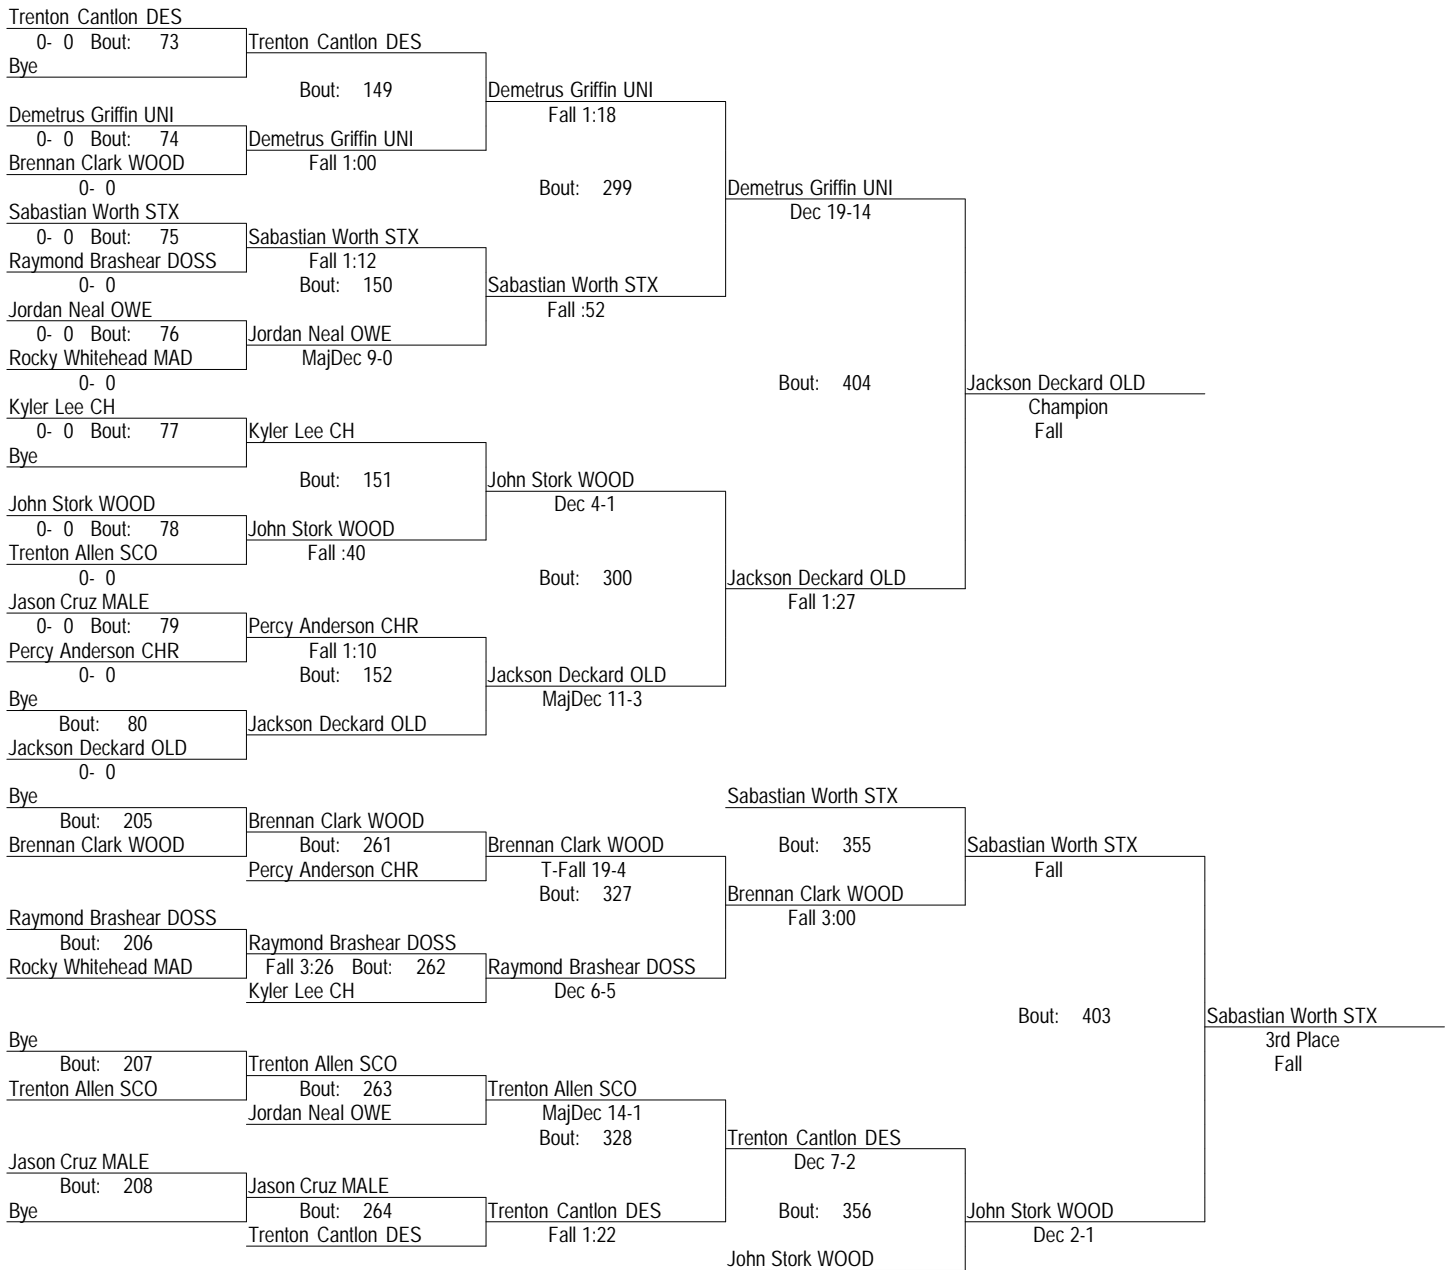 Trenton Cantlon DES
0- 0 Bout: 73
Trenton Cantlon DES
Bye
Bout: 149
Demetrus Griffin UNI
Demetrus Griffin UNI
Fall 1:18
0- 0 Bout: 74
Demetrus Griffin UNI
Brennan Clark WOOD
Fall 1:00
0- 0
Bout: 299
Demetrus Griffin UNI
Sabastian Worth STX
Dec 19-14
0- 0 Bout: 75
Sabastian Worth STX
Raymond Brashear DOSS
Fall 1:12
0- 0
Bout: 150
Sabastian Worth STX
Jordan Neal OWE
Fall :52
0- 0 Bout: 76
Jordan Neal OWE
Rocky Whitehead MAD
MajDec 9-0
0- 0
Bout: 404
Jackson Deckard OLD
Kyler Lee CH
Champion
0- 0 Bout: 77
Kyler Lee CH
Fall
Bye
Bout: 151
John Stork WOOD
John Stork WOOD
Dec 4-1
0- 0 Bout: 78
John Stork WOOD
Trenton Allen SCO
Fall :40
0- 0
Bout: 300
Jackson Deckard OLD
Jason Cruz MALE
Fall 1:27
0- 0 Bout: 79
Percy Anderson CHR
Percy Anderson CHR
Fall 1:10
0- 0
Bout: 152
Jackson Deckard OLD
Bye
MajDec 11-3
Bout: 80
Jackson Deckard OLD
Jackson Deckard OLD
0- 0
Bye
Sabastian Worth STX
Bout: 205
Brennan Clark WOOD
Brennan Clark WOOD
Bout: 261
Brennan Clark WOOD
Bout: 355
Sabastian Worth STX
Percy Anderson CHR
T-Fall 19-4
Fall
Bout: 327
Brennan Clark WOOD
Raymond Brashear DOSS
Fall 3:00
Bout: 206
Raymond Brashear DOSS
Rocky Whitehead MAD
Fall 3:26 Bout: 262
Raymond Brashear DOSS
Kyler Lee CH
Dec 6-5
Bout: 403
Sabastian Worth STX
Bye
3rd Place
Bout: 207
Trenton Allen SCO
Fall
Trenton Allen SCO
Bout: 263
Trenton Allen SCO
Jordan Neal OWE
MajDec 14-1
Bout: 328
Trenton Cantlon DES
Jason Cruz MALE
Dec 7-2
Bout: 208
Jason Cruz MALE
Bye
Bout: 264
Trenton Cantlon DES
Bout: 356
John Stork WOOD
Trenton Cantlon DES
Fall 1:22
Dec 2-1
John Stork WOOD